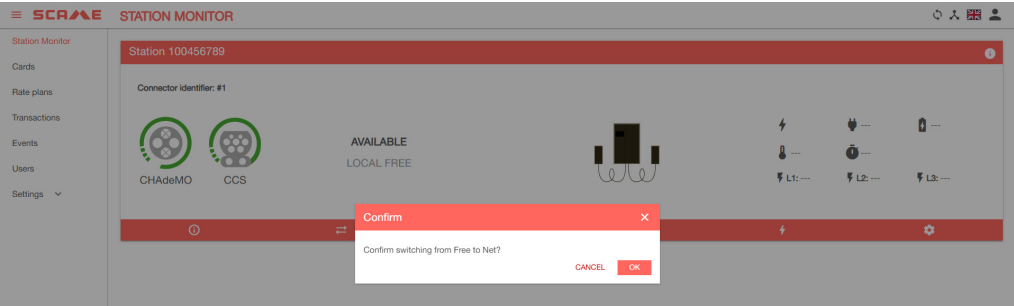 SCAME STATION MONITOR
Station Monitor
Cards
Rate plans
Transactions
Events
Users
Settings
Station 100456789
Connector identifier: #1
CHAdeMO
CCS
AVAILABLE
LOCAL FREE
---
---
---
---
L1: ---
L2: ---
L3: ---
Confirm
Confirm switching from Free to Net?
CANCEL OK